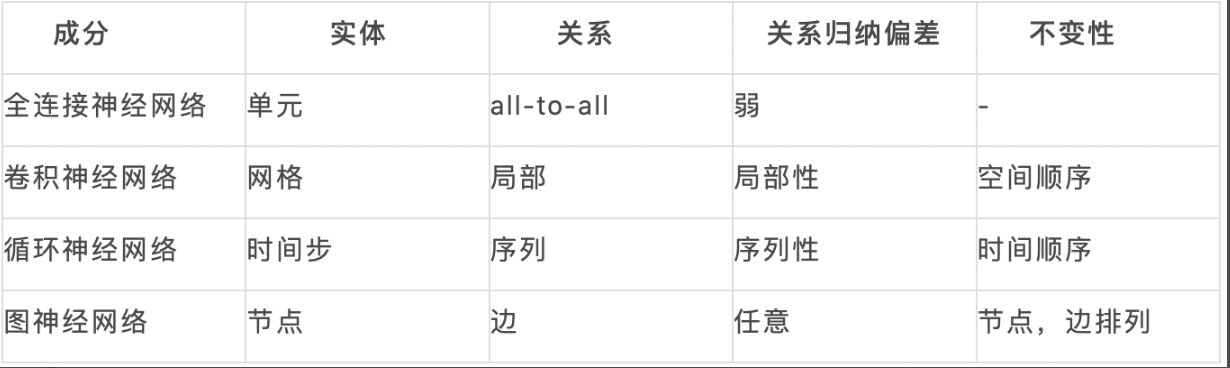 成分 实体 关系 关系归纳偏差 不变性
全连接神经网络 单元 all-to-all 弱 -
卷积神经网络 网格 局部 局部性 空间顺序
循环神经网络 时间步 序列 序列性 时间顺序
图神经网络 节点 边 任意 节点，边排列